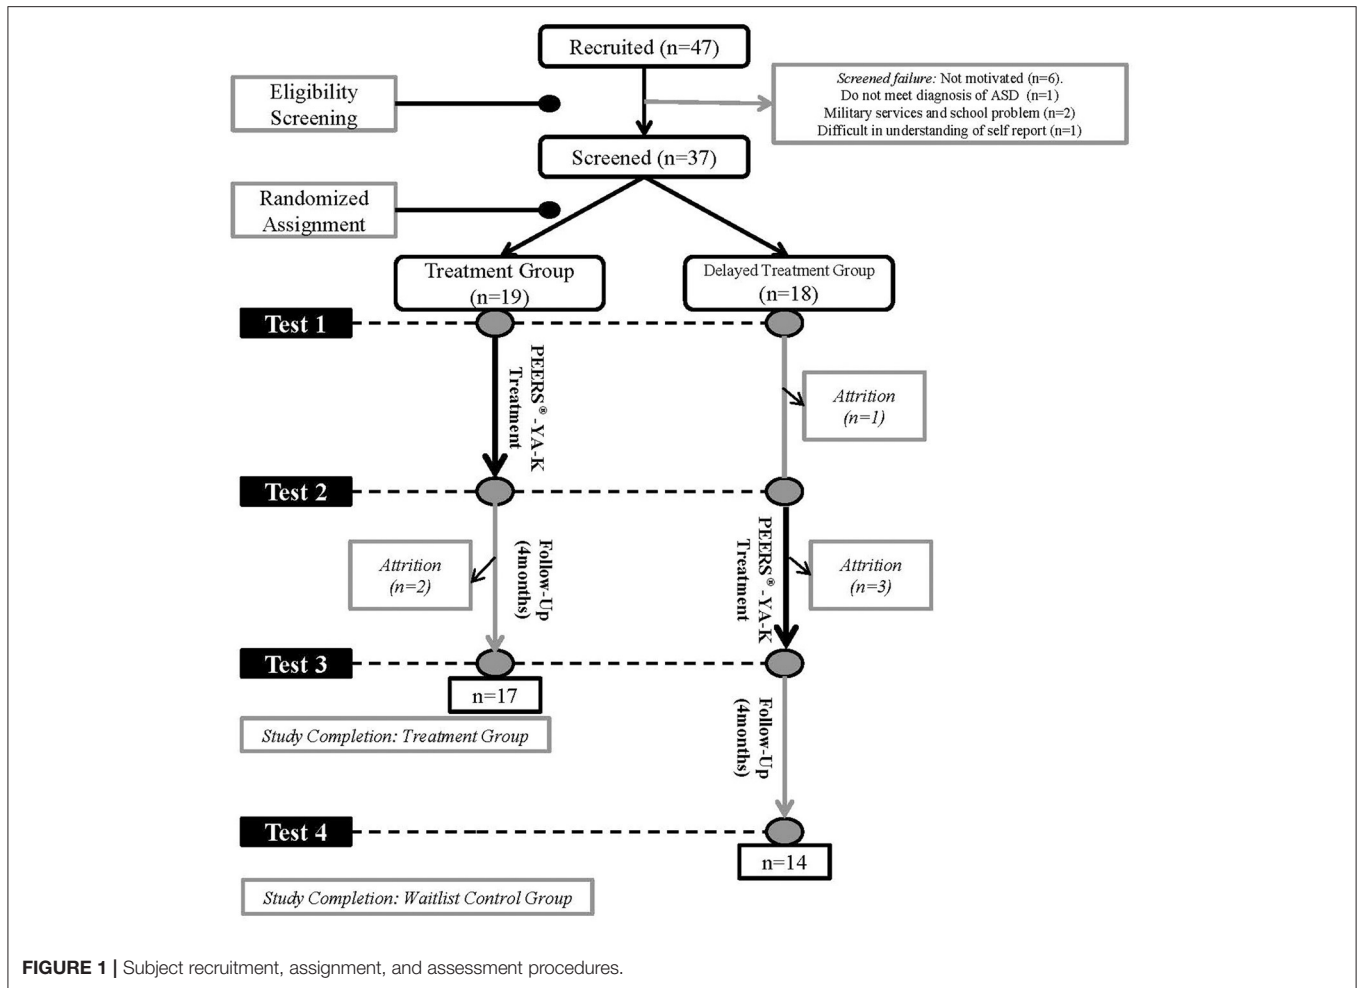 Recruited (n=47)
Eligibility
Screening
Screened failure: Not motivated (n=6).
Do not meet diagnosis of ASD (n=1)
Military services and school problem (n=2)
Difficult in understanding of self report (n=1)
Screened (n=37)
Randomized
Assignment
Treatment Group
(n=19)
Delayed Treatment Group
(n=18)
Test 1
PEERS®-YA-K
Treatment
Attrition
(n=1)
Test 2
Attrition
(n=2)
Follow-Up
(4months)
PEERS®-YA-K
Treatment
Attrition
(n=3)
Test 3
n=17
Study Completion: Treatment Group
Follow-Up
(4months)
Test 4
n=14
Study Completion: Waitlist Control Group
FIGURE 1 | Subject recruitment, assignment, and assessment procedures.